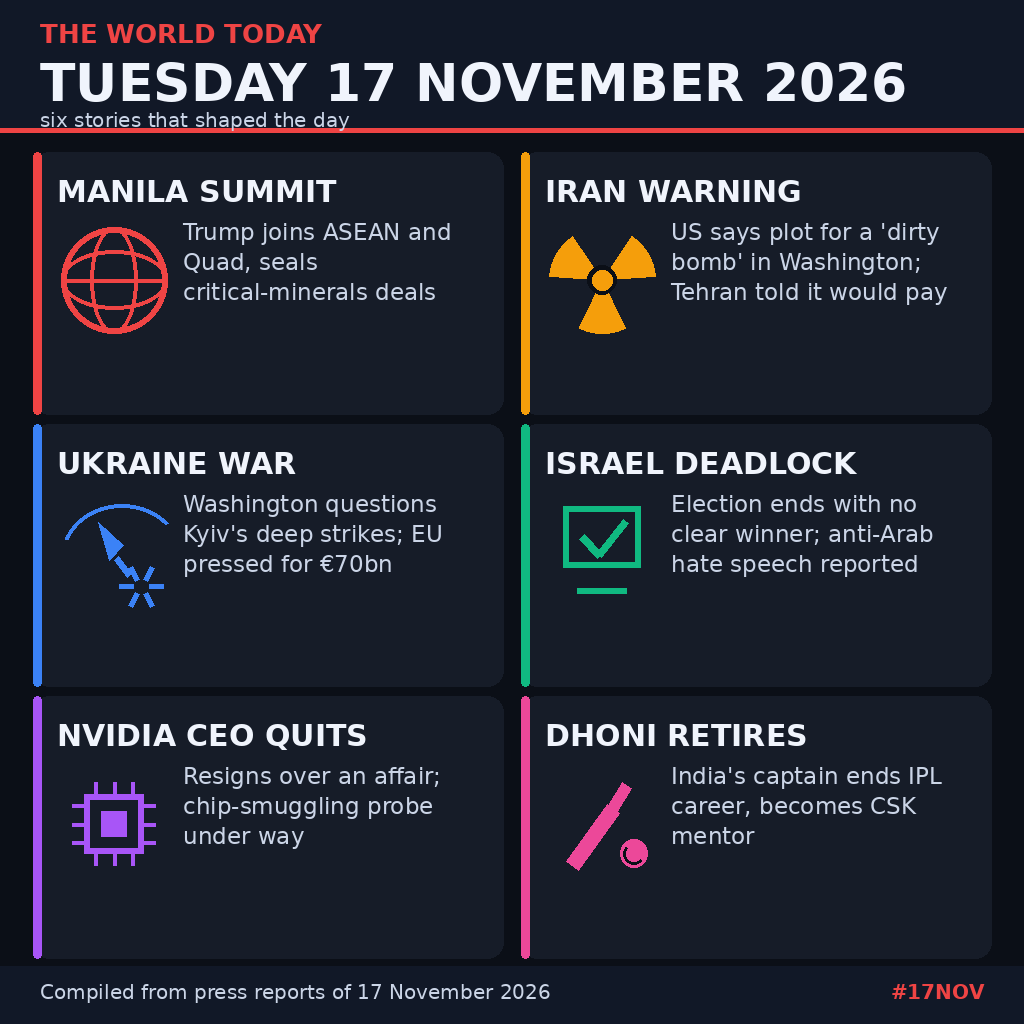 THE WORLD TODAY
TUESDAY 17 NOVEMBER 2026
six stories that shaped the day
MANILA SUMMIT
Trump joins ASEAN and
Quad, seals
critical-minerals deals
IRAN WARNING
US says plot for a 'dirty
bomb' in Washington;
Tehran told it would pay
UKRAINE WAR
Washington questions
Kyiv's deep strikes; EU
pressed for €70bn
ISRAEL DEADLOCK
Election ends with no
clear winner; anti-Arab
hate speech reported
NVIDIA CEO QUITS
Resigns over an affair;
chip-smuggling probe
under way
DHONI RETIRES
India's captain ends IPL
career, becomes CSK
mentor
Compiled from press reports of 17 November 2026
#17NOV